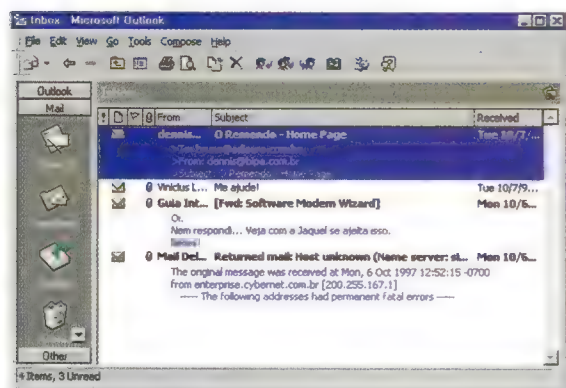 Inbox - Microsoft Outlook
File Edit View Go Tools Compose Help
Outlook
Mail
From Subject Received
dennis... O Remendo - Home Page Tue 10/7/...
>From: dennis@bipa.com.br
>Subject: O Remendo - Home Page
Vinicius L... Me ajude! Tue 10/7/9...
Guia Int... [Fwd: Software Modem Wizard] Mon 10/6...
Oi.
Nem respondi... Veja com a Jaquel se ajeita isso.
Mail Del... Returned mail: Host unknown (Name server: si... Mon 10/6...
The original message was received at Mon, 6 Oct 1997 12:52:15 -0700
from enterprise.cybernet.com.br [200.255.167.1]
----- The following addresses had permanent fatal errors -----
Other
4 Items, 3 Unread